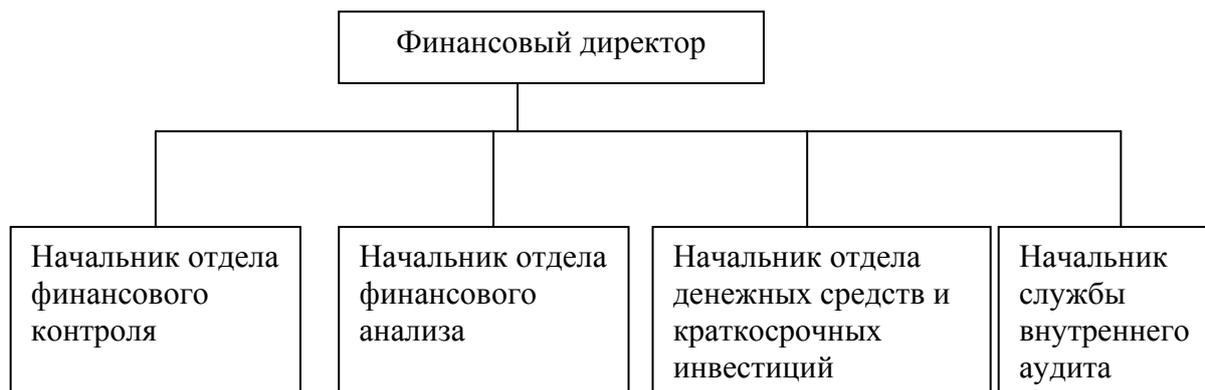 Финансовый директор
Начальник отдела
финансового
контроля
Начальник отдела
финансового
анализа
Начальник отдела
денежных средств и
краткосрочных
инвестиций
Начальник
службы
внутреннего
аудита